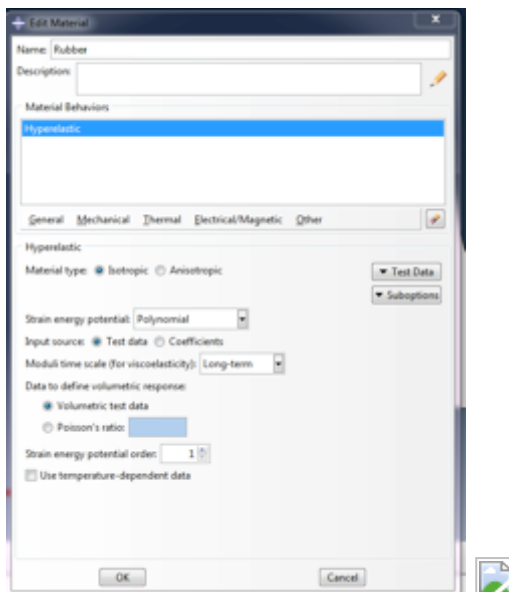 Edit Material
Name: Rubber
Description:
Material Behaviors
Hyperelastic
General Mechanical Thermal Electrical/Magnetic Other
Hyperelastic
Material type: Isotropic Anisotropic
Test Data
Suboptions
Strain energy potential: Polynomial
Input source: Test data Coefficients
Moduli time scale (for viscoelasticity): Long-term
Data to define volumetric response:
Volumetric test data
Poisson's ratio:
Strain energy potential order: 1
Use temperature-dependent data
OK Cancel